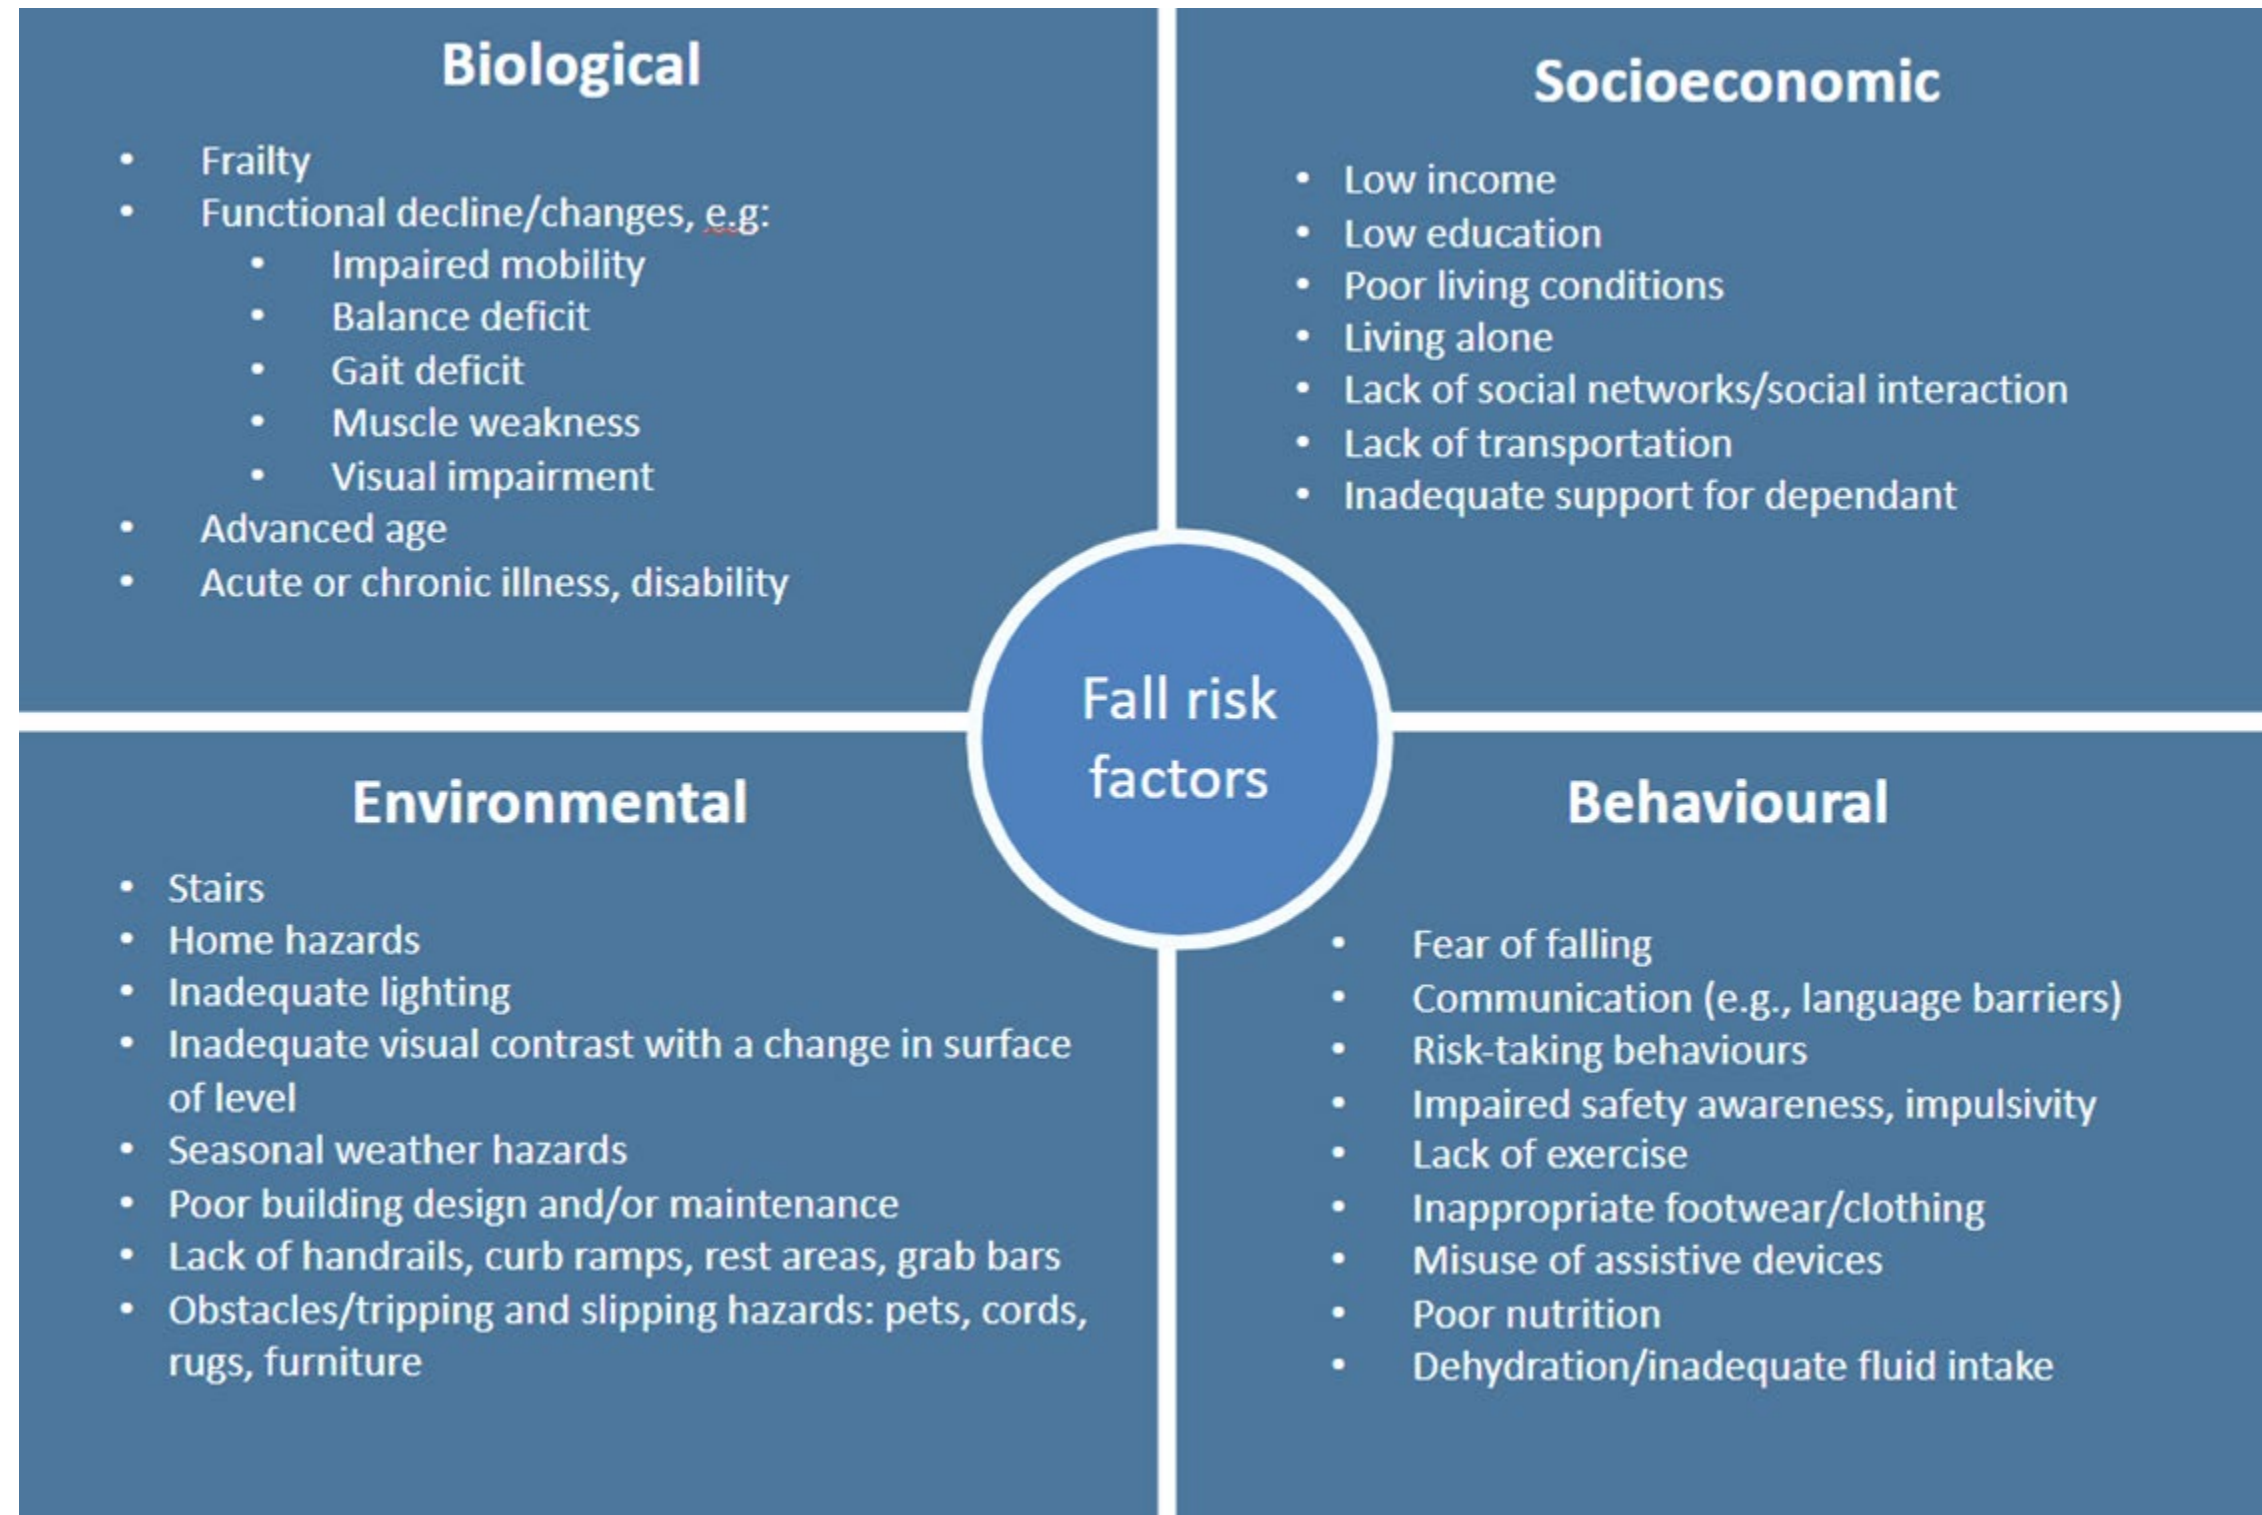 Biological
• Frailty
• Functional decline/changes, e.g:
• Impaired mobility
• Balance deficit
• Gait deficit
• Muscle weakness
• Visual impairment
• Advanced age
• Acute or chronic illness, disability
Socioeconomic
• Low income
• Low education
• Poor living conditions
• Living alone
• Lack of social networks/social interaction
• Lack of transportation
• Inadequate support for dependant
Fall risk
factors
Environmental
• Stairs
• Home hazards
• Inadequate lighting
• Inadequate visual contrast with a change in surface
of level
• Seasonal weather hazards
• Poor building design and/or maintenance
• Lack of handrails, curb ramps, rest areas, grab bars
• Obstacles/tripping and slipping hazards: pets, cords,
rugs, furniture
Behavioural
• Fear of falling
• Communication (e.g., language barriers)
• Risk-taking behaviours
• Impaired safety awareness, impulsivity
• Lack of exercise
• Inappropriate footwear/clothing
• Misuse of assistive devices
• Poor nutrition
• Dehydration/inadequate fluid intake